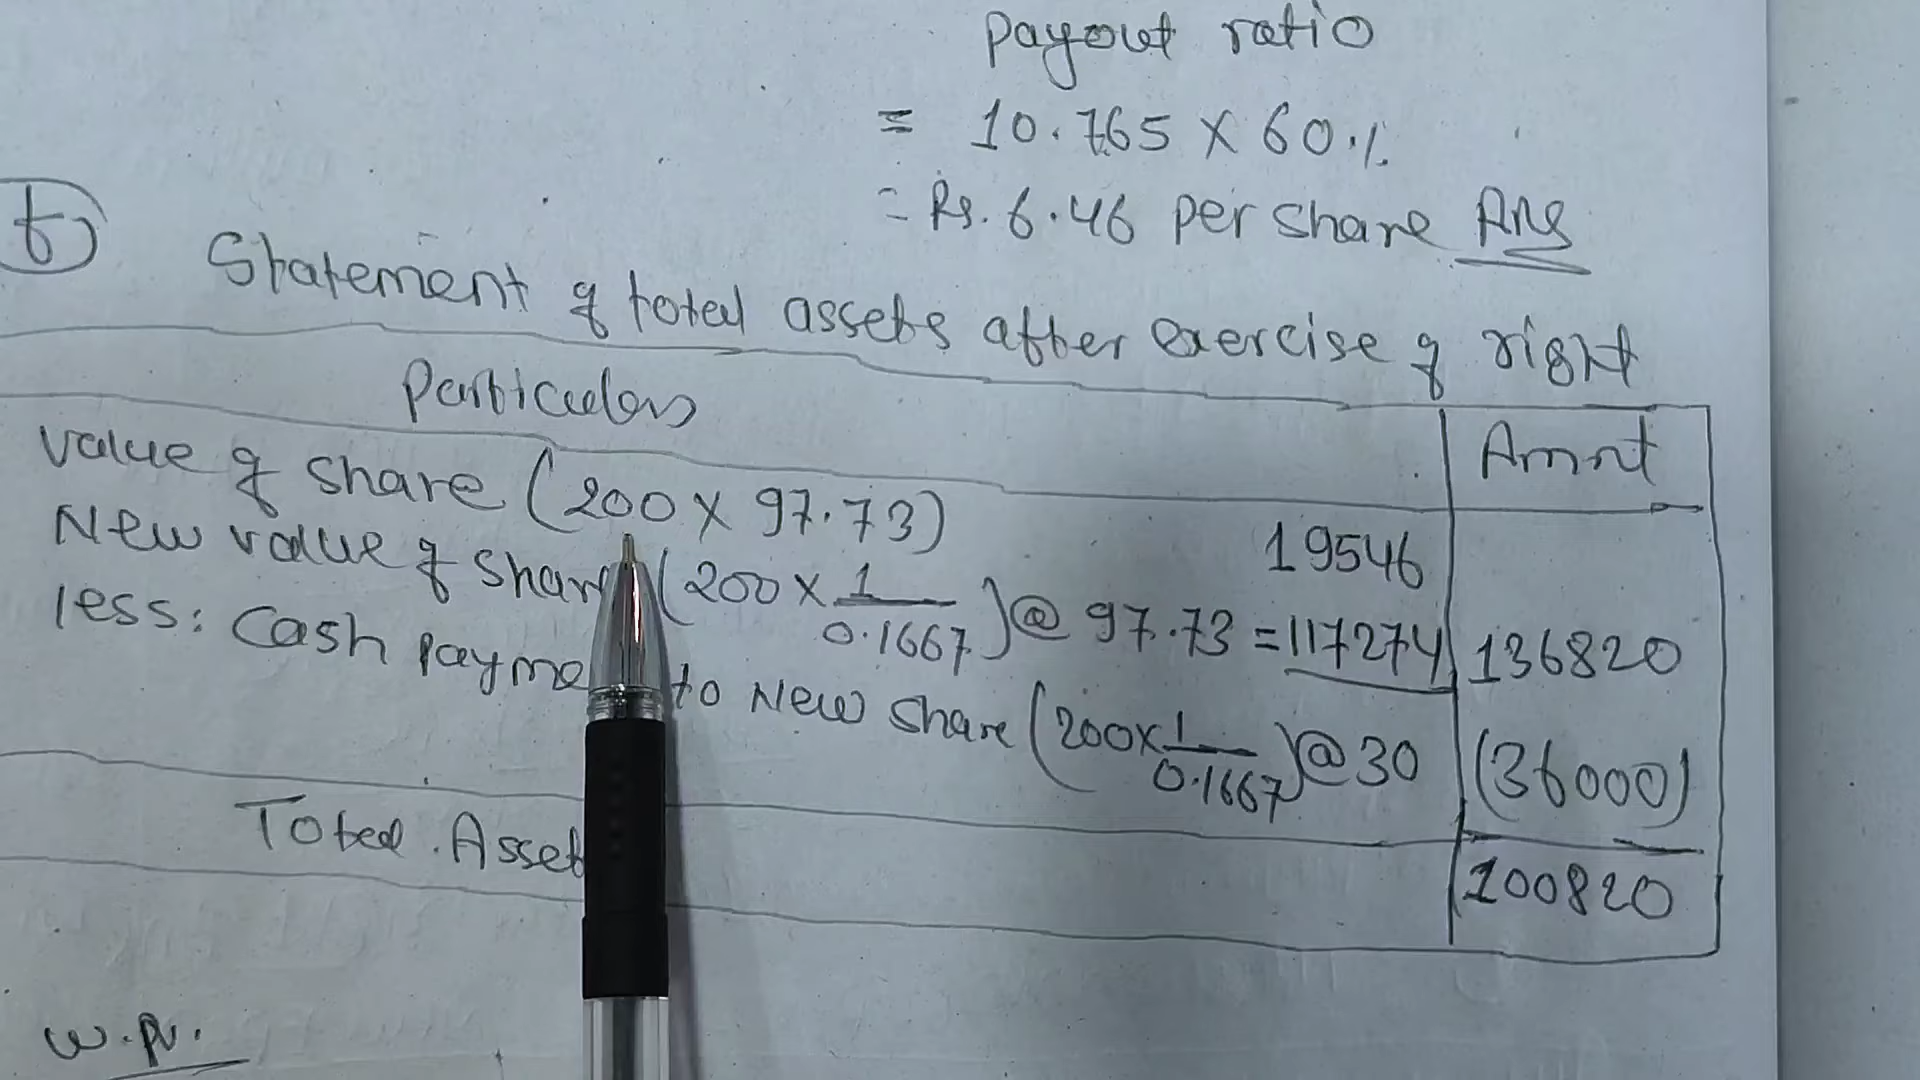 payout ratio
= 10.765 × 60%
= Rs. 6.46 per share Ans
f
Statement of total assets after exercise of right
Particulars Amnt
Value of share (200 × 97.73) 19546
New value of share (200 × 1/0.1667) @ 97.73 = 117274 136820
less: Cash payme to New share (200 × 1/0.1667) @ 30 (36000)
Total Asset 100820
w.n.